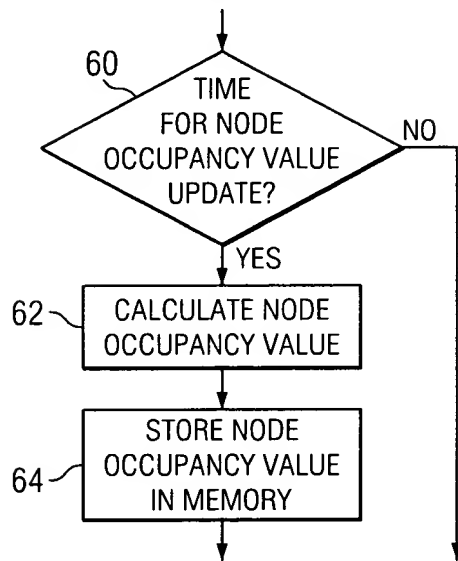 60
TIME
FOR NODE
OCCUPANCY VALUE
UPDATE?
NO
YES
62
CALCULATE NODE
OCCUPANCY VALUE
64
STORE NODE
OCCUPANCY VALUE
IN MEMORY